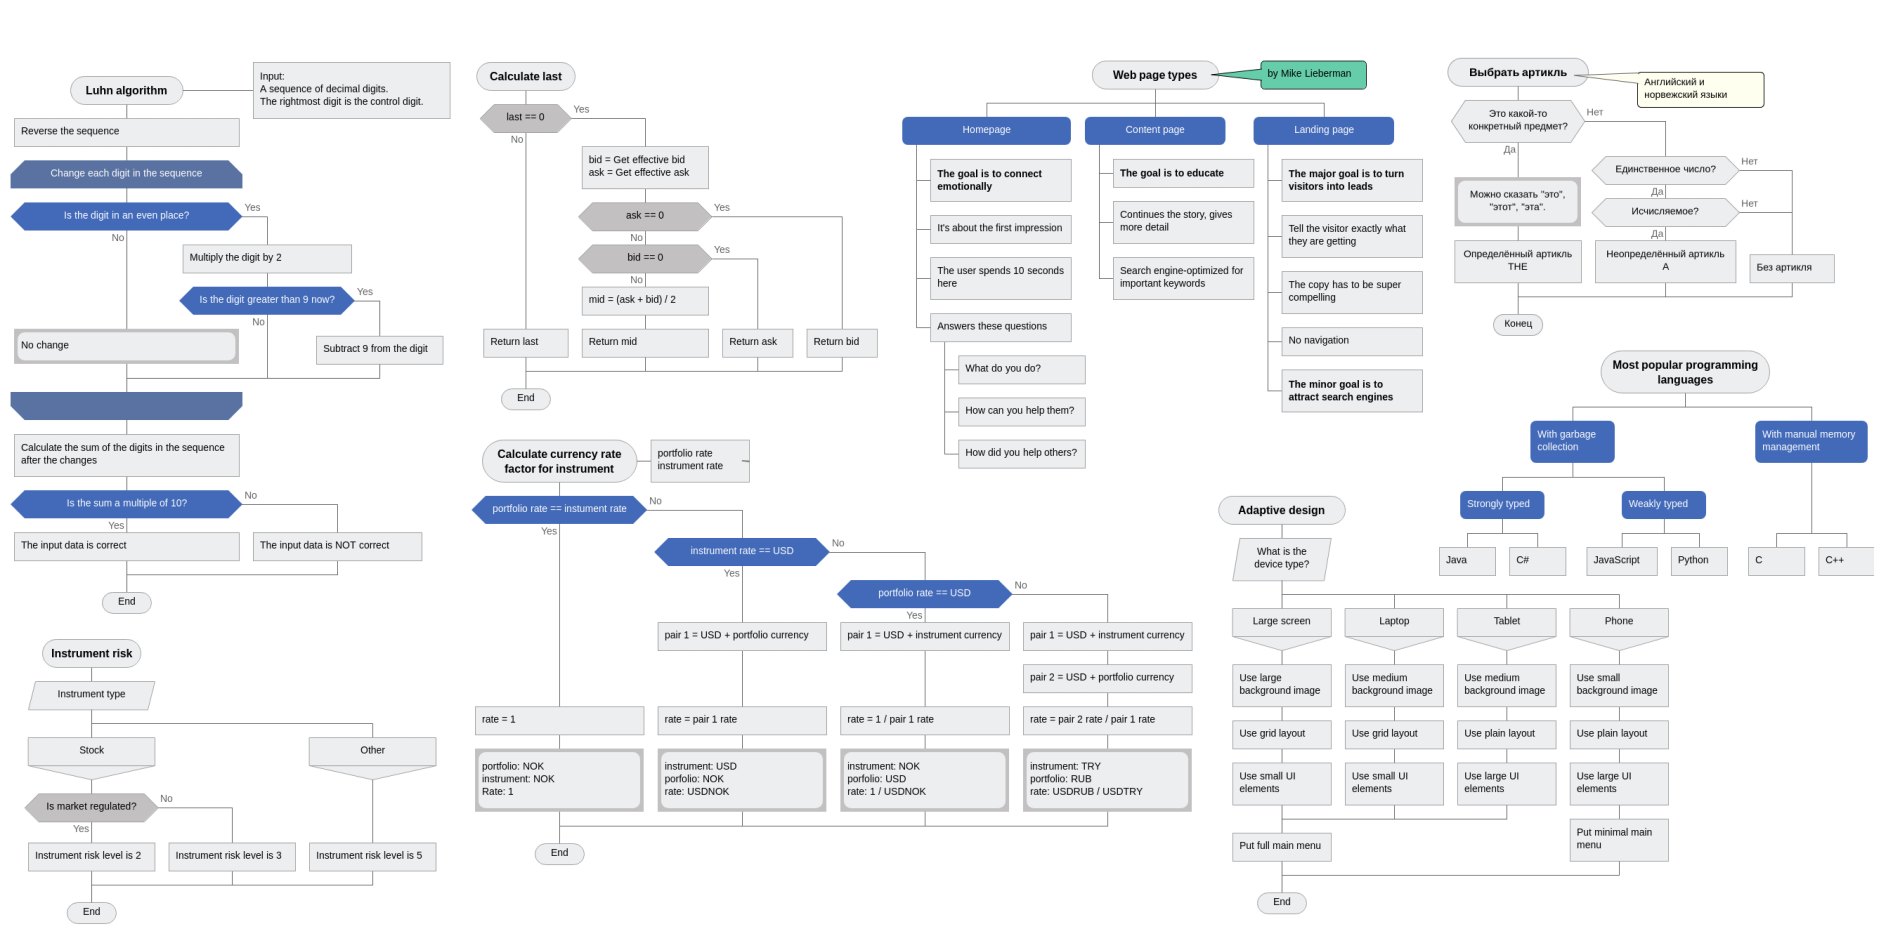 Luhn algorithm
Input:
A sequence of decimal digits.
The rightmost digit is the control digit.
Reverse the sequence
Change each digit in the sequence
Is the digit in an even place?
Yes
No
Multiply the digit by 2
Is the digit greater than 9 now?
Yes
No
No change
Subtract 9 from the digit
Calculate the sum of the digits in the sequence
after the changes
Is the sum a multiple of 10?
No
Yes
The input data is correct
The input data is NOT correct
End
Instrument risk
Instrument type
Stock
Other
Is market regulated?
No
Yes
Instrument risk level is 2
Instrument risk level is 3
Instrument risk level is 5
End
Calculate last
last == 0
Yes
No
bid = Get effective bid
ask = Get effective ask
ask == 0
Yes
No
bid == 0
Yes
No
mid = (ask + bid) / 2
Return last
Return mid
Return ask
Return bid
End
Calculate currency rate
factor for instrument
portfolio rate
instrument rate
portfolio rate == instument rate
No
Yes
instrument rate == USD
No
Yes
portfolio rate == USD
No
Yes
pair 1 = USD + portfolio currency
pair 1 = USD + instrument currency
pair 1 = USD + instrument currency
pair 2 = USD + portfolio currency
rate = 1
rate = pair 1 rate
rate = 1 / pair 1 rate
rate = pair 2 rate / pair 1 rate
portfolio: NOK
instrument: NOK
Rate: 1
instrument: USD
porfolio: NOK
rate: USDNOK
instrument: NOK
porfolio: USD
rate: 1 / USDNOK
instrument: TRY
portfolio: RUB
rate: USDRUB / USDTRY
End
Web page types
by Mike Lieberman
Homepage
The goal is to connect
emotionally
It's about the first impression
The user spends 10 seconds
here
Answers these questions
What do you do?
How can you help them?
How did you help others?
Content page
The goal is to educate
Continues the story, gives
more detail
Search engine-optimized for
important keywords
Landing page
The major goal is to turn
visitors into leads
Tell the visitor exactly what
they are getting
The copy has to be super
compelling
No navigation
The minor goal is to
attract search engines
Выбрать артикль
Английский и
норвежский языки
Это какой-то
конкретный предмет?
Нет
Да
Единственное число?
Нет
Да
Можно сказать "это",
"этот", "эта".
Исчисляемое?
Нет
Да
Определённый артикль
THE
Неопределённый артикль
A
Без артикля
Конец
Most popular programming
languages
With garbage
collection
With manual memory
management
Strongly typed
Weakly typed
Java
C#
JavaScript
Python
C
C++
Adaptive design
What is the
device type?
Large screen
Laptop
Tablet
Phone
Use large
background image
Use medium
background image
Use medium
background image
Use small
background image
Use grid layout
Use grid layout
Use plain layout
Use plain layout
Use small UI
elements
Use small UI
elements
Use large UI
elements
Use large UI
elements
Put full main menu
Put minimal main
menu
End